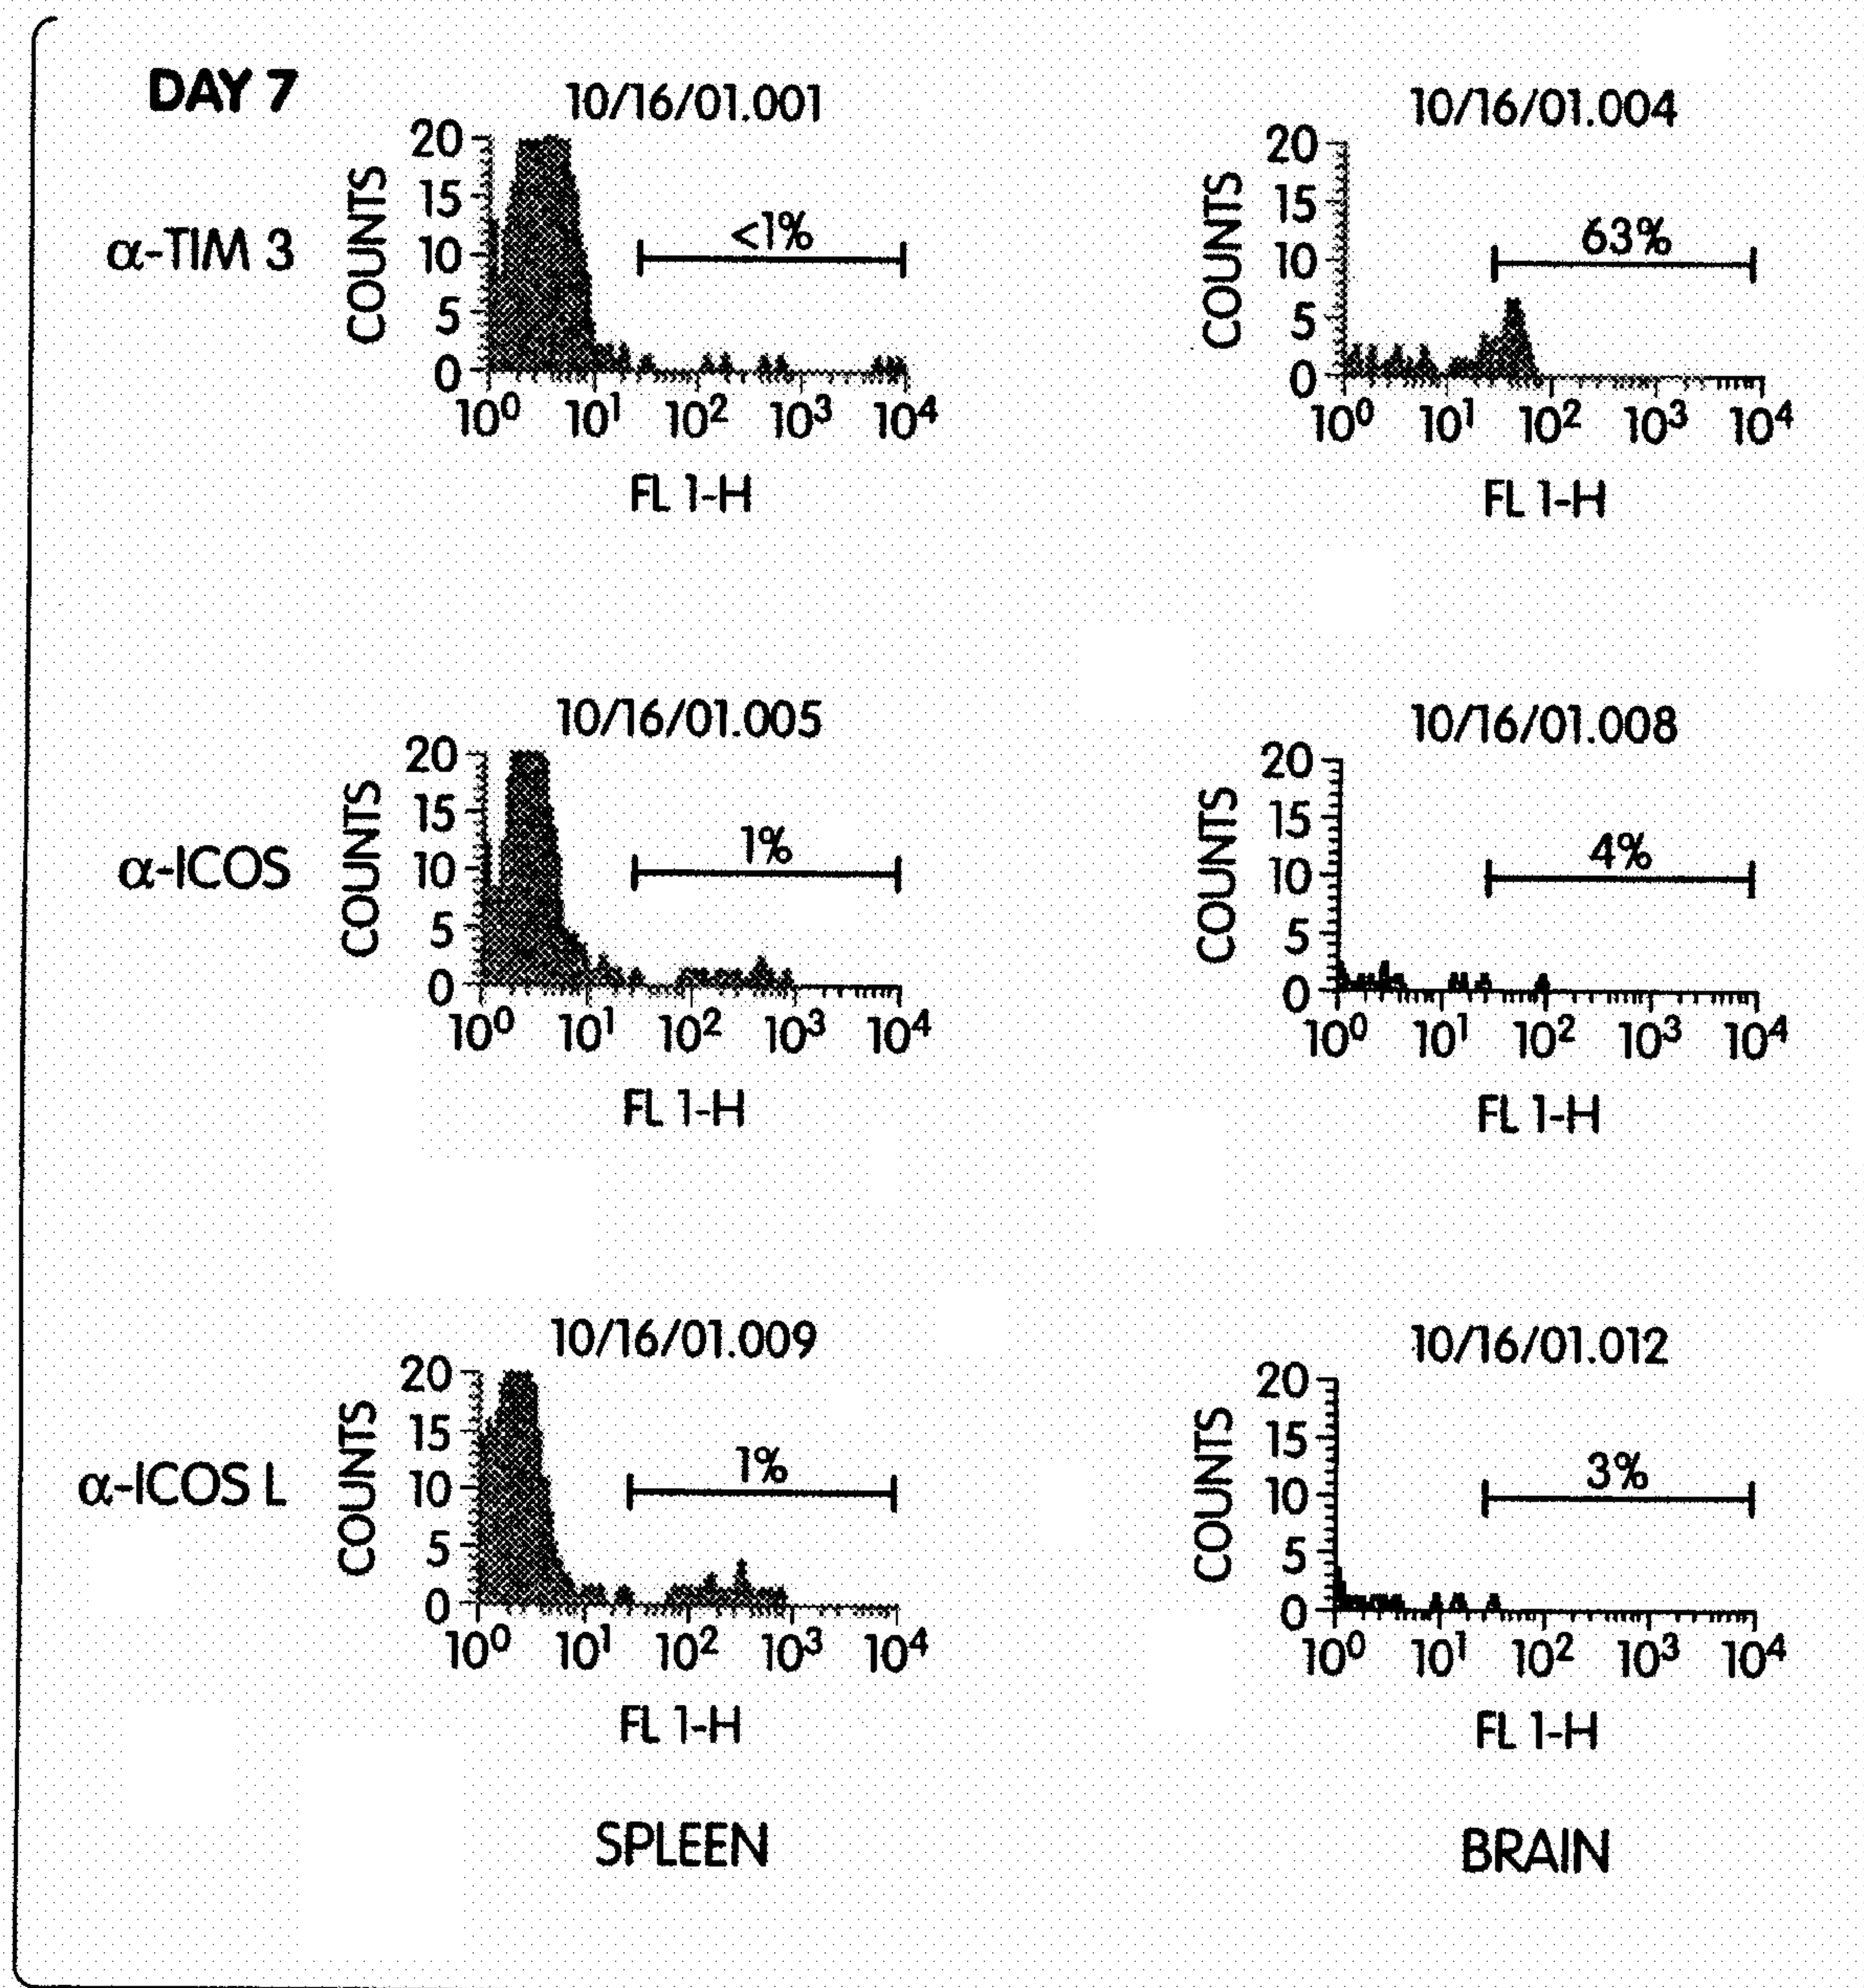 DAY 7
10/16/01.001
10/16/01.004
α-TIM 3
COUNTS
20
15
10
5
0
<1%
10⁰ 10¹ 10² 10³ 10⁴
FL 1-H
COUNTS
20
15
10
5
0
63%
10⁰ 10¹ 10² 10³ 10⁴
FL 1-H
10/16/01.005
10/16/01.008
α-ICOS
COUNTS
20
15
10
5
0
1%
10⁰ 10¹ 10² 10³ 10⁴
FL 1-H
COUNTS
20
15
10
5
0
4%
10⁰ 10¹ 10² 10³ 10⁴
FL 1-H
10/16/01.009
10/16/01.012
α-ICOS L
COUNTS
20
15
10
5
0
1%
10⁰ 10¹ 10² 10³ 10⁴
FL 1-H
COUNTS
20
15
10
5
0
3%
10⁰ 10¹ 10² 10³ 10⁴
FL 1-H
SPLEEN
BRAIN